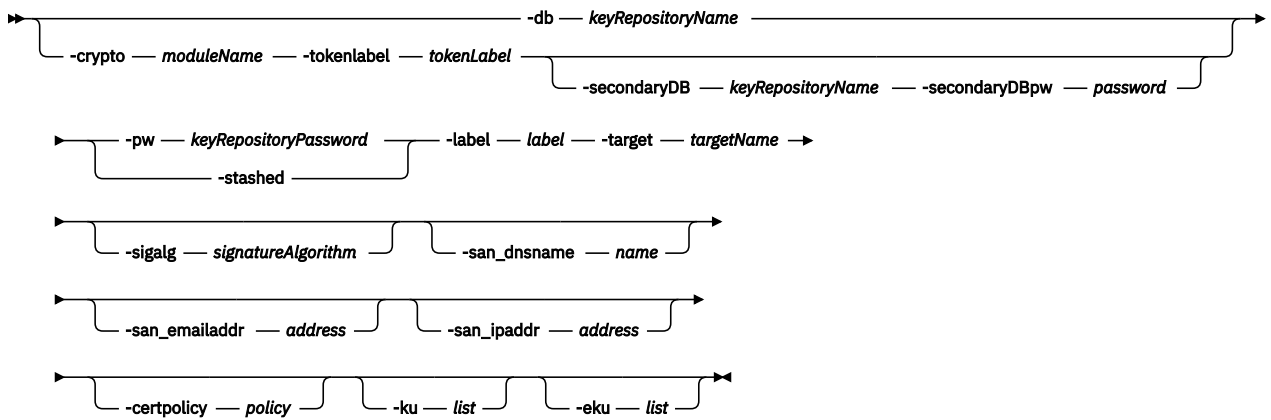 -db keyRepositoryName
-crypto moduleName -tokenlabel tokenLabel
-secondaryDB keyRepositoryName -secondaryDBpw password
-pw keyRepositoryPassword -label label -target targetName
-stashed
-sigalg signatureAlgorithm -san_dnsname name
-san_emailaddr address -san_ipaddr address
-certpolicy policy -ku list -eku list